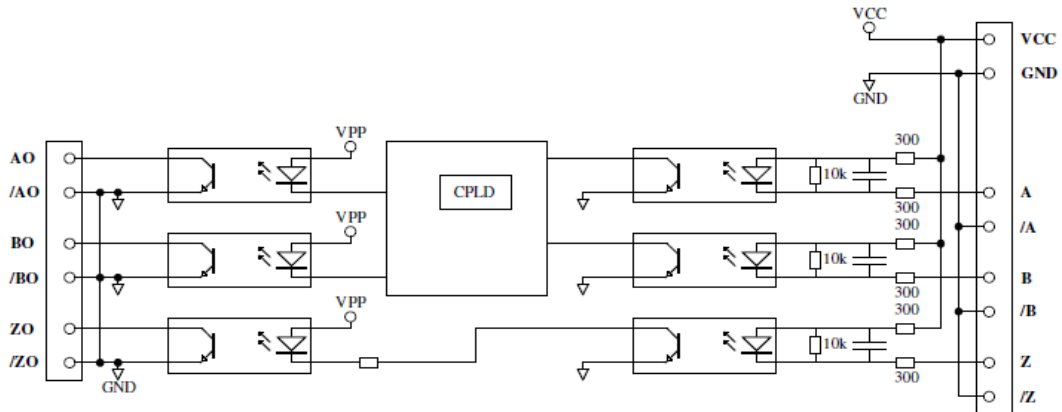 VCC
VCC
GND
GND
300
AO
VPP
10k
/AO
CPLD
A
300
/A
300
BO
VPP
10k
/BO
B
300
/B
300
ZO
VPP
10k
/ZO
Z
GND
300
/Z